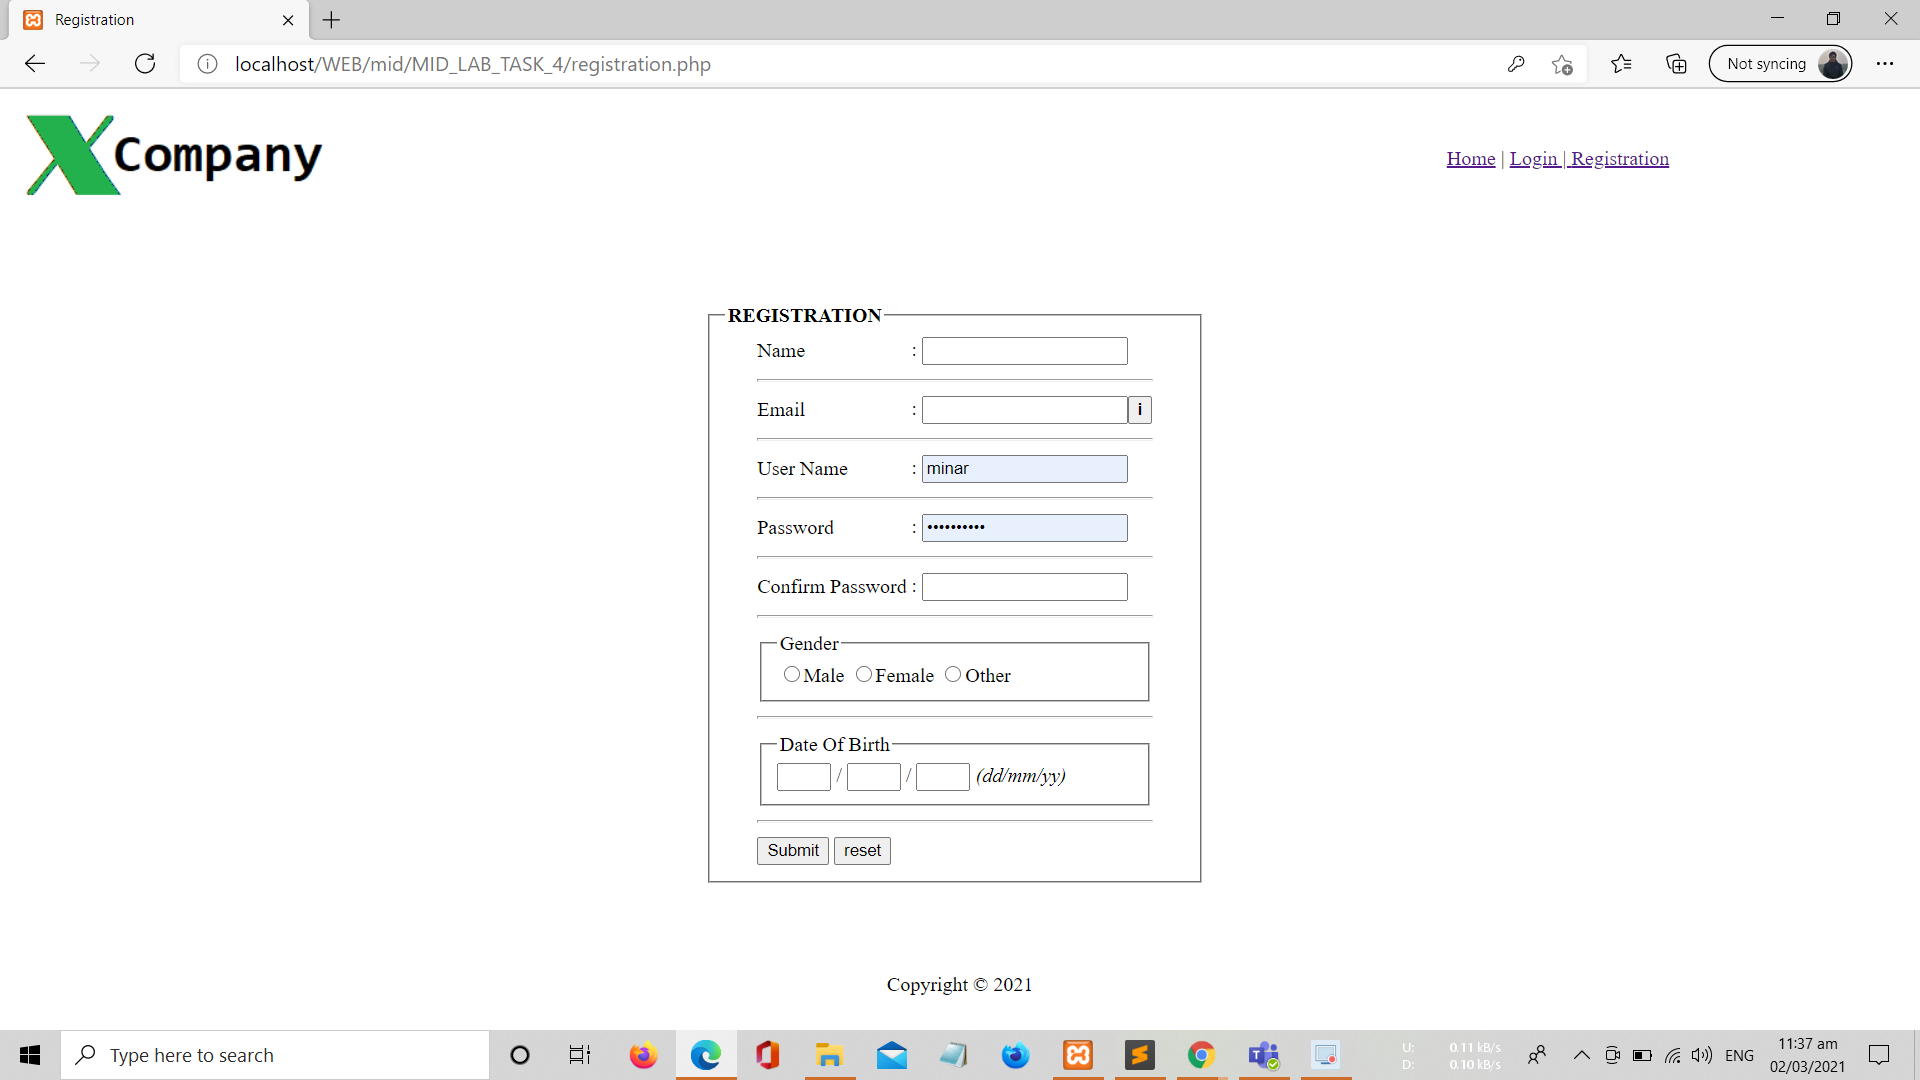 Registration
localhost/WEB/mid/MID_LAB_TASK_4/registration.php
Not syncing
X Company
Home | Login | Registration
REGISTRATION
Name :
Email : i
User Name : minar
Password : ••••••••••
Confirm Password :
Gender
Male Female Other
Date Of Birth
/ / (dd/mm/yy)
Submit reset
Copyright © 2021
Type here to search
U: 0.11 kB/s
D: 0.10 kB/s
ENG
11:37 am
02/03/2021